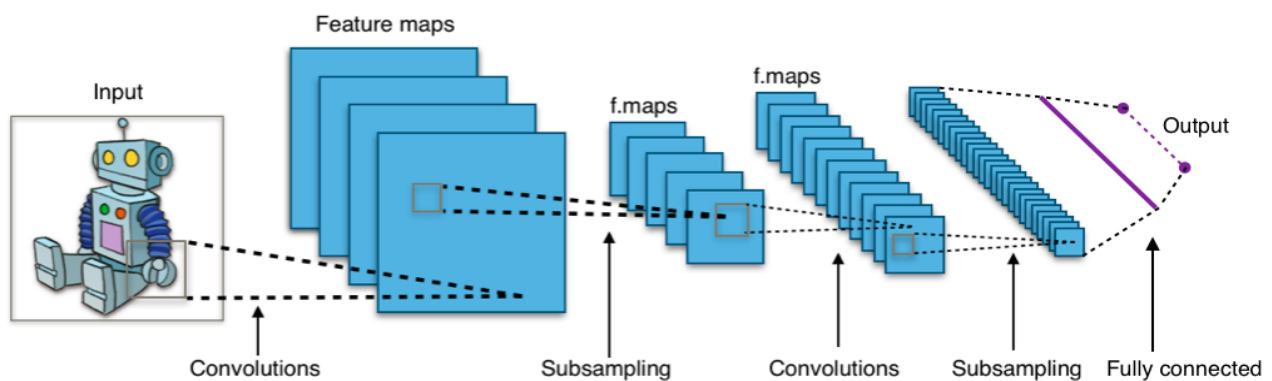 Feature maps
f.maps
f.maps
Input
Output
Convolutions
Subsampling
Convolutions
Subsampling
Fully connected